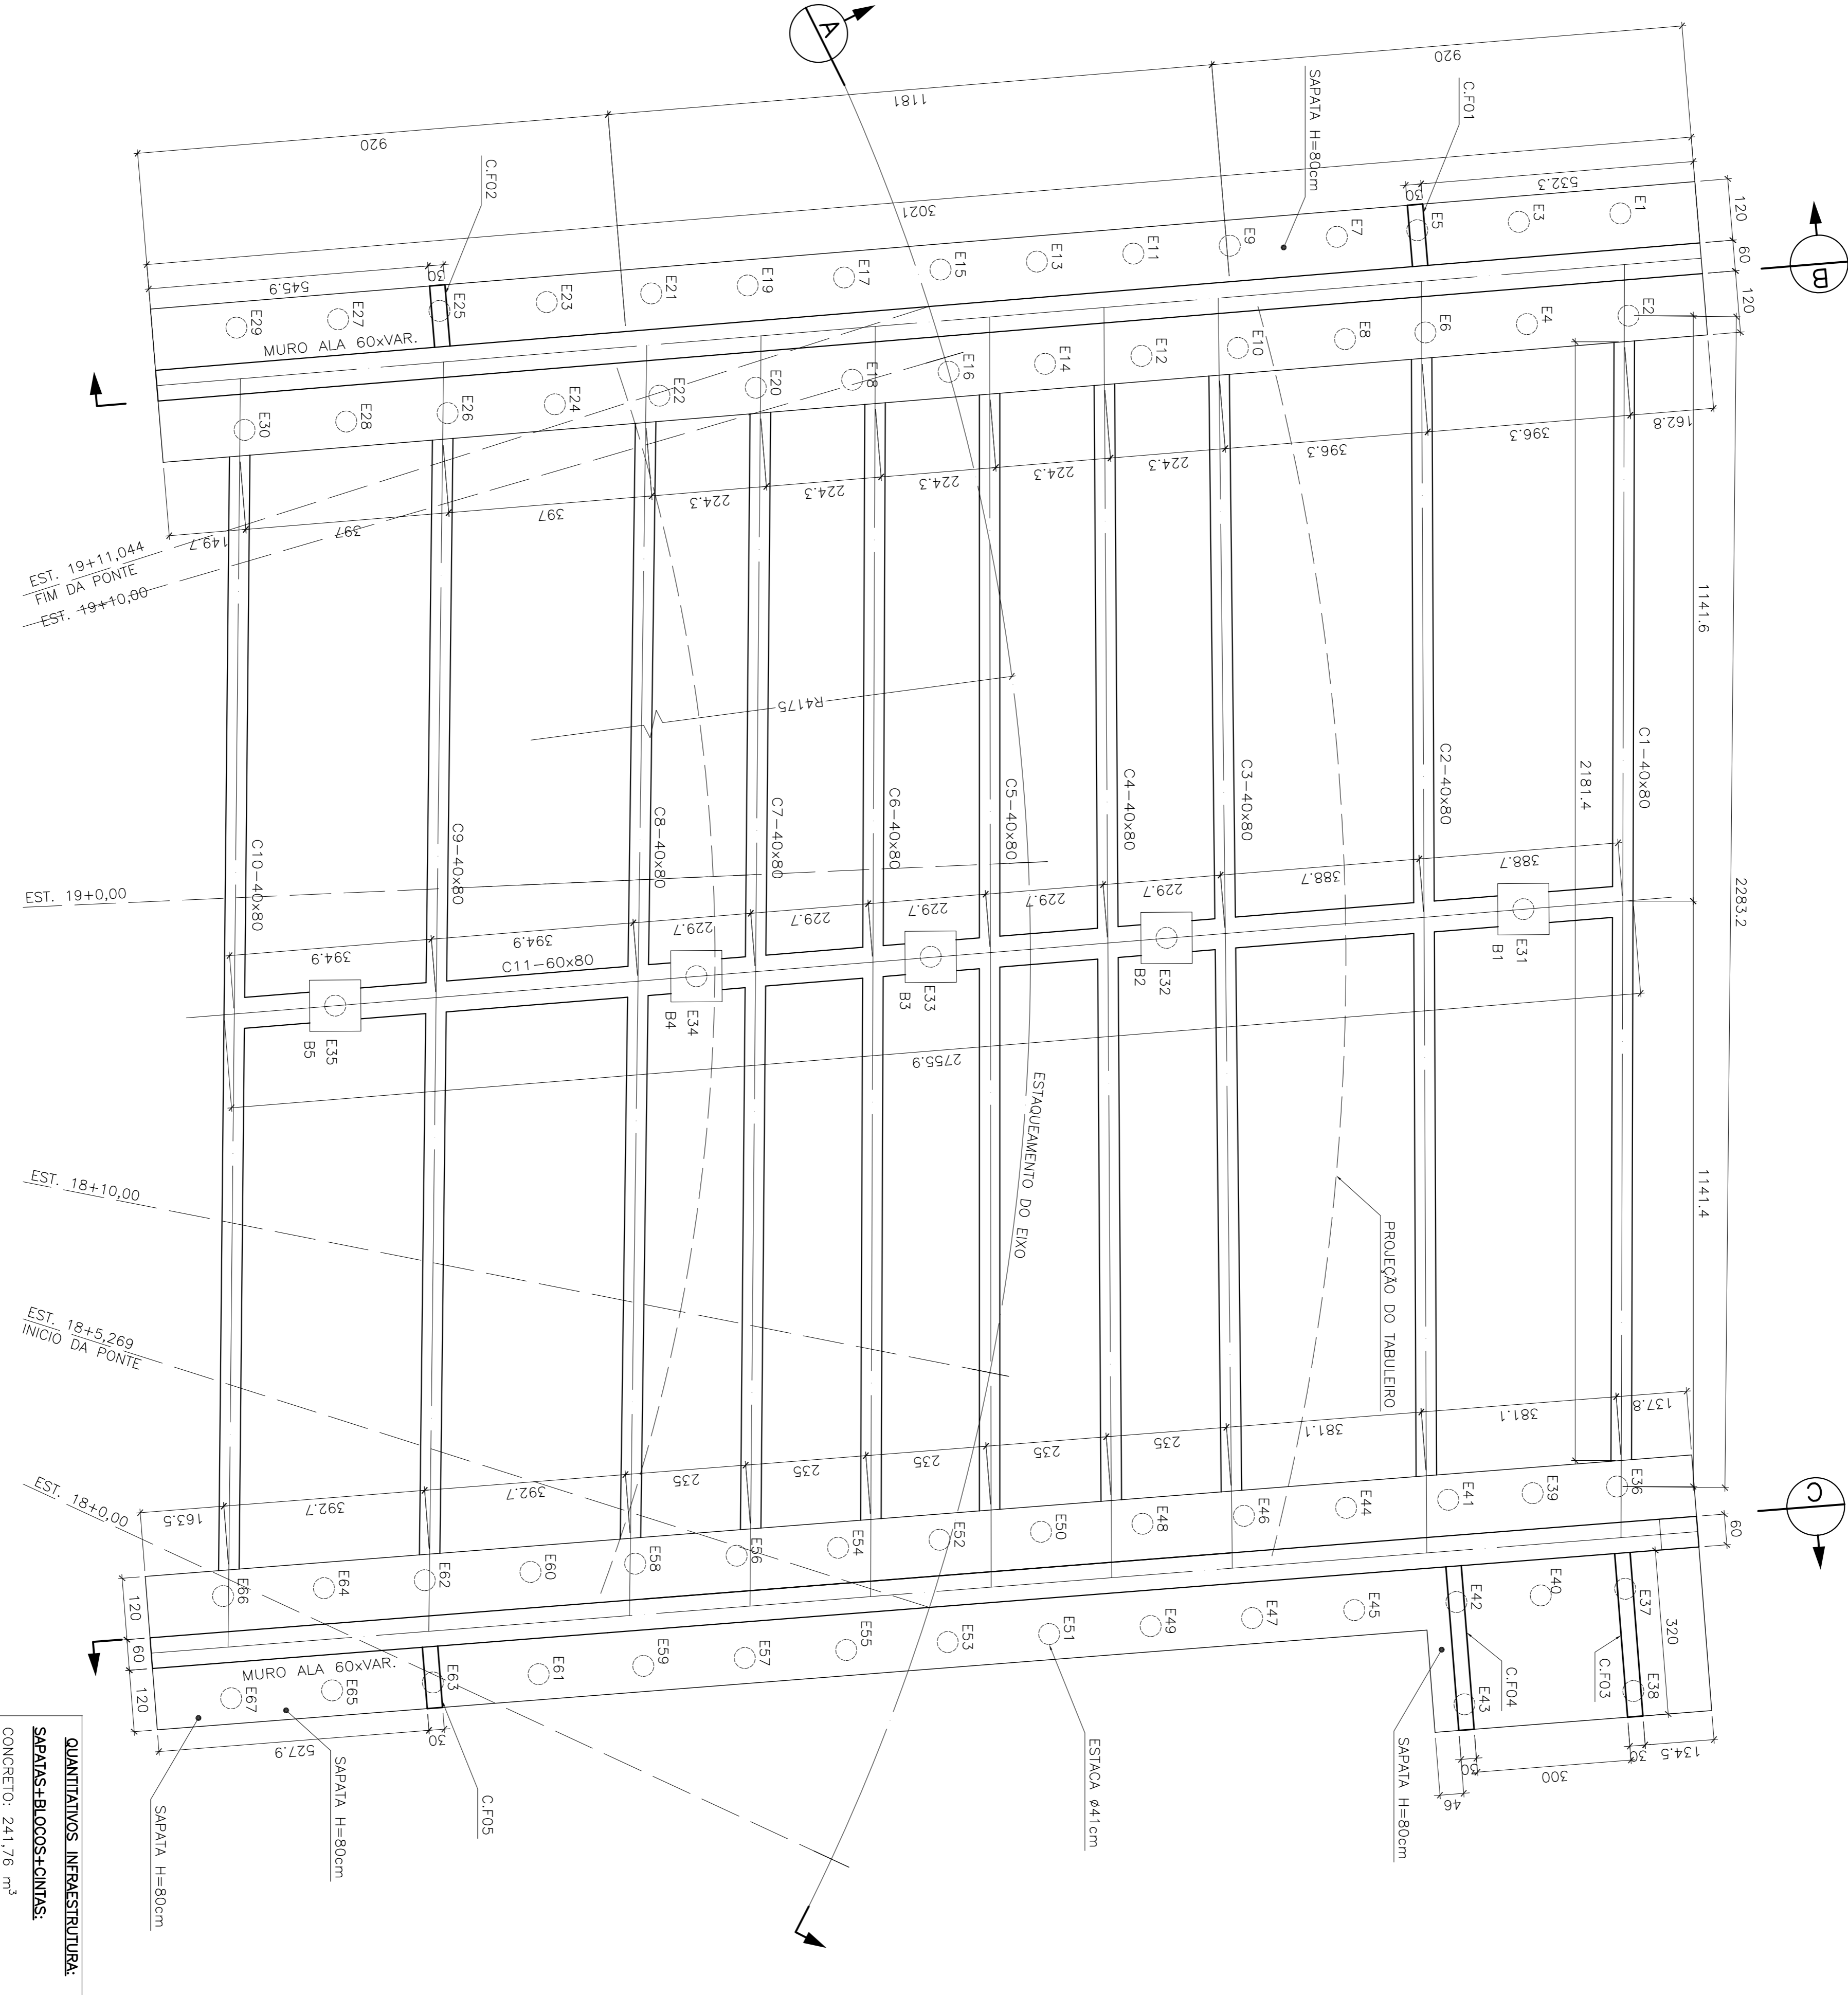 A
B
C
920
1181
920
3021
532.3
30
545.9
30
120
60
120
SAPATA H=80cm
C.F01
C.F02
E1
E3
E5
E7
E9
E11
E13
E15
E17
E19
E21
E23
E25
E27
E29
MURO ALA 60xVAR.
E2
E4
E6
E8
E10
E12
E14
E16
E18
E20
E22
E24
E26
E28
E30
162.8
396.3
396.3
224.3
224.3
224.3
224.3
224.3
397
397
149.7
EST. 19+11,044
FIM DA PONTE
EST. 19+10,00
R4175
1141.6
2181.4
2283.2
1141.4
C1-40x80
C2-40x80
C3-40x80
C4-40x80
C5-40x80
C6-40x80
C7-40x80
C8-40x80
C9-40x80
C10-40x80
EST. 19+0,00
388.7
388.7
229.7
229.7
229.7
229.7
229.7
394.9
394.9
C11-60x80
E31
B1
E32
B2
E33
B3
E34
B4
E35
B5
2755.9
ESTAQUEAMENTO DO EIXO
PROJEÇÃO DO TABULEIRO
EST. 18+10,00
EST. 18+5,269
INICIO DA PONTE
EST. 18+0,00
137.8
381.1
381.1
235
235
235
235
235
392.7
392.7
163.5
E36
E39
E41
E44
E46
E48
E50
E52
E54
E56
E58
E60
E62
E64
E66
60
120
60
120
E37
E38
E40
E42
E43
E45
E47
E49
E51
E53
E55
E57
E59
E61
E63
E65
E67
MURO ALA 60xVAR.
320
C.F03
C.F04
C.F05
134.5
30
300
30
46
527.9
30
SAPATA H=80cm
ESTACA ø41cm
SAPATA H=80cm
SAPATA H=80cm
QUANTITATIVOS INFRAESTRUTURA:
SAPATAS+BLOCOS+CINTAS:
CONCRETO: 241,76 m³